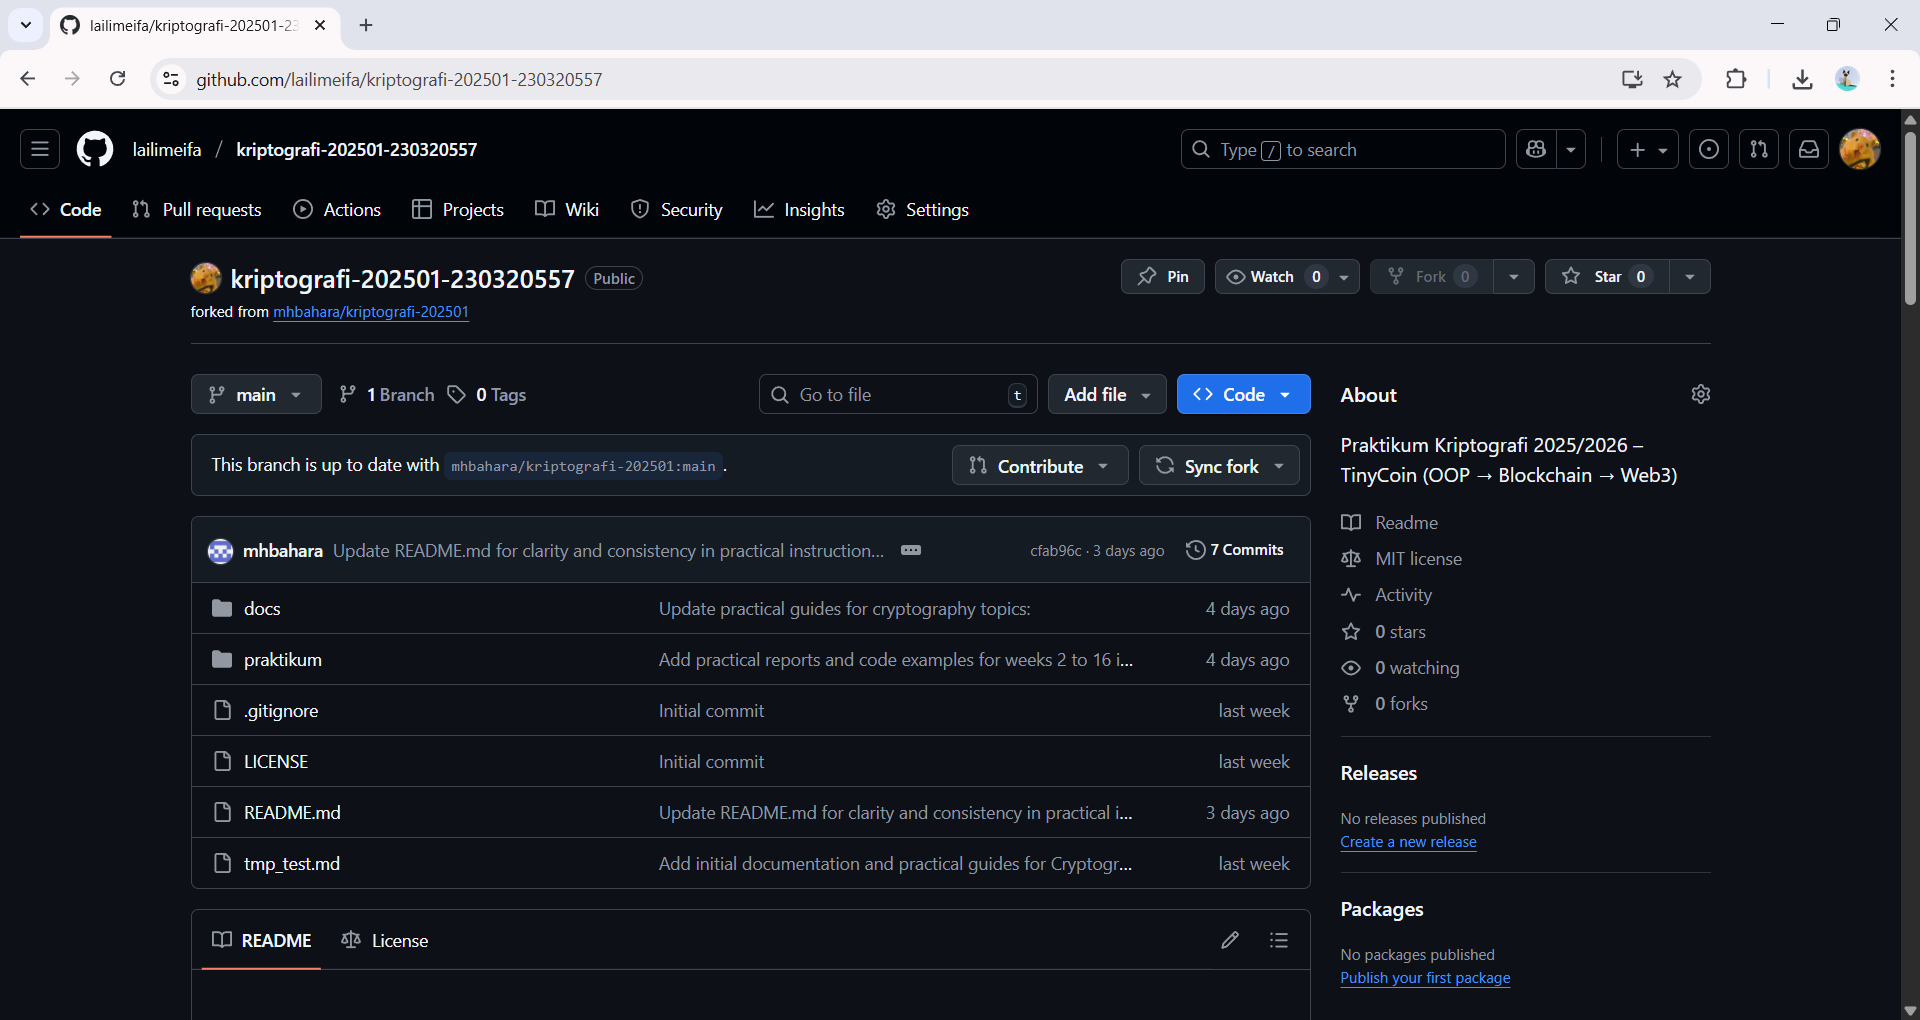 lailimeifa/kriptografi-202501-23
github.com/lailimeifa/kriptografi-202501-230320557
lailimeifa / kriptografi-202501-230320557
Type / to search
Code Pull requests Actions Projects Wiki Security Insights Settings
kriptografi-202501-230320557 Public
Pin Watch 0 Fork 0 Star 0
forked from mhbahara/kriptografi-202501
main 1 Branch 0 Tags Go to file t Add file Code
This branch is up to date with mhbahara/kriptografi-202501:main .
Contribute Sync fork
mhbahara Update README.md for clarity and consistency in practical instruction... cfab96c · 3 days ago 7 Commits
docs Update practical guides for cryptography topics: 4 days ago
praktikum Add practical reports and code examples for weeks 2 to 16 i... 4 days ago
.gitignore Initial commit last week
LICENSE Initial commit last week
README.md Update README.md for clarity and consistency in practical i... 3 days ago
tmp_test.md Add initial documentation and practical guides for Cryptogr... last week
README License
About
Praktikum Kriptografi 2025/2026 –
TinyCoin (OOP → Blockchain → Web3)
Readme
MIT license
Activity
0 stars
0 watching
0 forks
Releases
No releases published
Create a new release
Packages
No packages published
Publish your first package